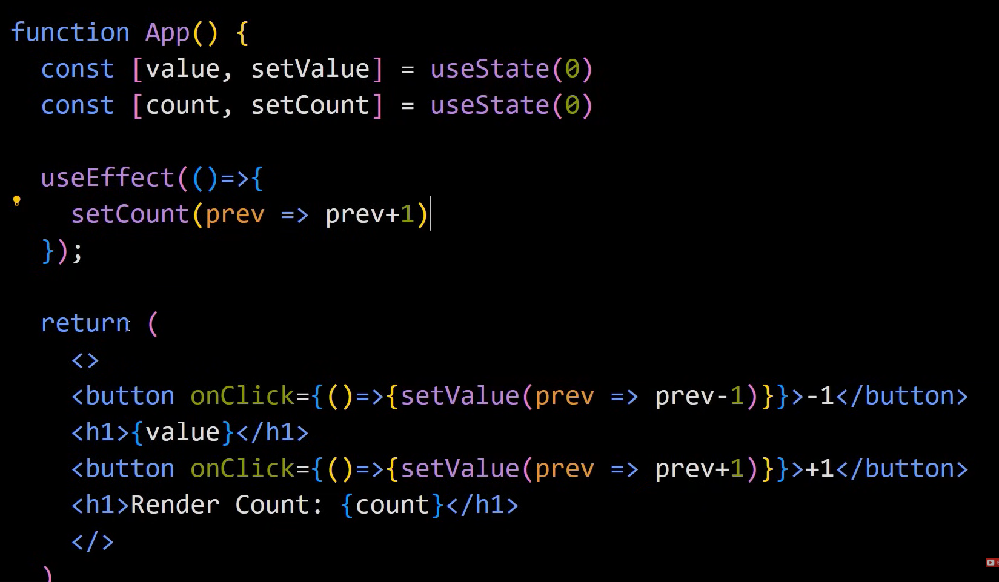 function App() {
const [value, setValue] = useState(0)
const [count, setCount] = useState(0)
useEffect(()=>{
setCount(prev => prev+1)
});
return (
<>
<button onClick={()=>{setValue(prev => prev-1)}}>-1</button>
<h1>{value}</h1>
<button onClick={()=>{setValue(prev => prev+1)}}>+1</button>
<h1>Render Count: {count}</h1>
</>
)